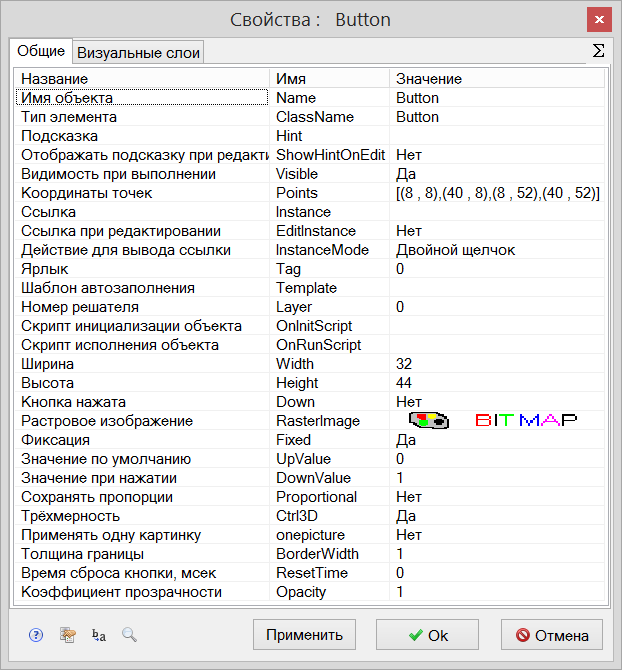 Свойства : Button
Общие Визуальные слои Σ
Название Имя Значение
Имя объекта Name Button
Тип элемента ClassName Button
Подсказка Hint
Отображать подсказку при редакти ShowHintOnEdit Нет
Видимость при выполнении Visible Да
Координаты точек Points [(8 , 8),(40 , 8),(8 , 52),(40 , 52)]
Ссылка Instance
Ссылка при редактировании EditInstance Нет
Действие для вывода ссылки InstanceMode Двойной щелчок
Ярлык Tag 0
Шаблон автозаполнения Template
Номер решателя Layer 0
Скрипт инициализации объекта OnInitScript
Скрипт исполнения объекта OnRunScript
Ширина Width 32
Высота Height 44
Кнопка нажата Down Нет
Растровое изображение RasterImage BITMAP
Фиксация Fixed Да
Значение по умолчанию UpValue 0
Значение при нажатии DownValue 1
Сохранять пропорции Proportional Нет
Трёхмерность Ctrl3D Да
Применять одну картинку onepicture Нет
Толщина границы BorderWidth 1
Время сброса кнопки, мсек ResetTime 0
Коэффициент прозрачности Opacity 1
? b a Применить Ok Отмена